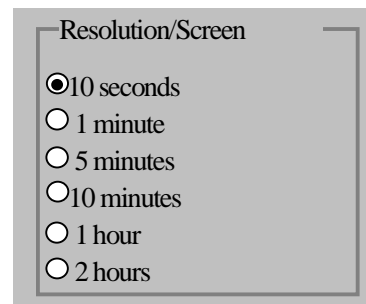 Resolution/Screen
10 seconds
1 minute
5 minutes
10 minutes
1 hour
2 hours